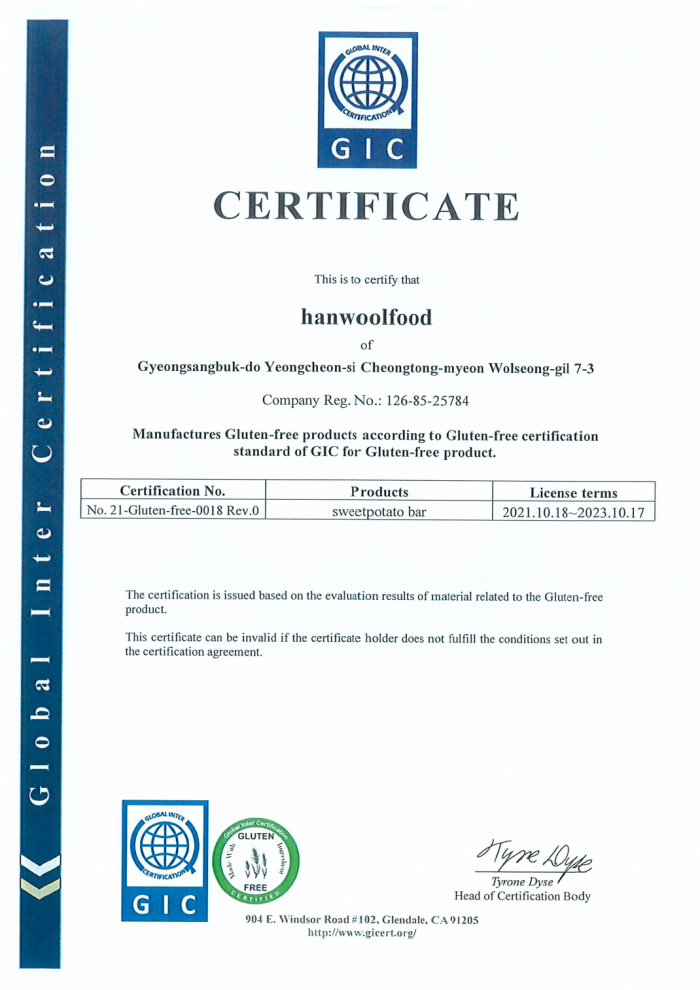 Global Inter Certification
GLOBAL INTER
CERTIFICATION
GIC
CERTIFICATE
This is to certify that
hanwoolfood
of
Gyeongsangbuk-do Yeongcheon-si Cheongtong-myeon Wolseong-gil 7-3
Company Reg. No.: 126-85-25784
Manufactures Gluten-free products according to Gluten-free certification
standard of GIC for Gluten-free product.
Certification No. Products License terms
No. 21-Gluten-free-0018 Rev.0 sweetpotato bar 2021.10.18~2023.10.17
The certification is issued based on the evaluation results of material related to the Gluten-free
product.
This certificate can be invalid if the certificate holder does not fulfill the conditions set out in
the certification agreement.
GLOBAL INTER
CERTIFICATION
GIC
Global Inter Certification
GLUTEN
Made With
FREE
CERTIFIED
Tyrone Dyse
Tyrone Dyse
Head of Certification Body
904 E. Windsor Road #102, Glendale, CA 91205
http://www.gicert.org/